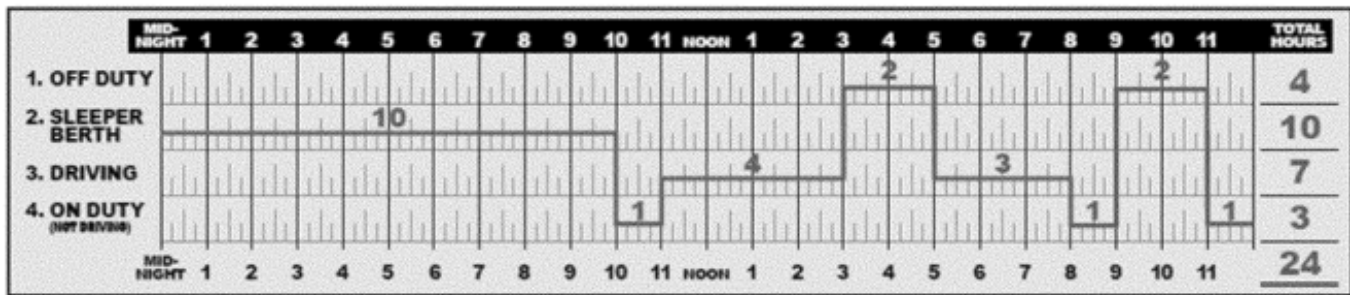 MID-NIGHT 1 2 3 4 5 6 7 8 9 10 11 NOON 1 2 3 4 5 6 7 8 9 10 11 TOTAL HOURS
1. OFF DUTY 2 2 4
2. SLEEPER BERTH 10 10
3. DRIVING 4 3 7
4. ON DUTY 1 1 1 3
(NOT DRIVING)
MID-NIGHT 1 2 3 4 5 6 7 8 9 10 11 NOON 1 2 3 4 5 6 7 8 9 10 11 24